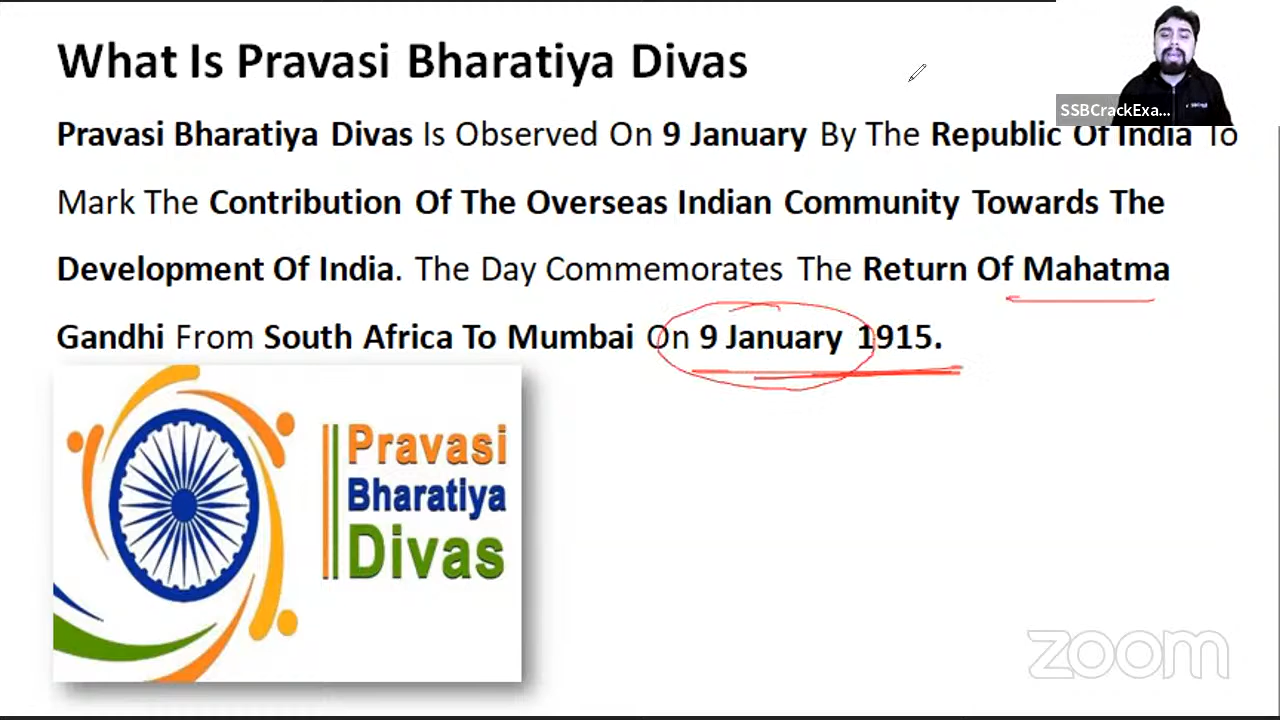 What Is Pravasi Bharatiya Divas
SSBCrackExa...
Pravasi Bharatiya Divas Is Observed On 9 January By The Republic Of India To
Mark The Contribution Of The Overseas Indian Community Towards The
Development Of India. The Day Commemorates The Return Of Mahatma
Gandhi From South Africa To Mumbai On 9 January 1915.
Pravasi
Bharatiya
Divas
zoom